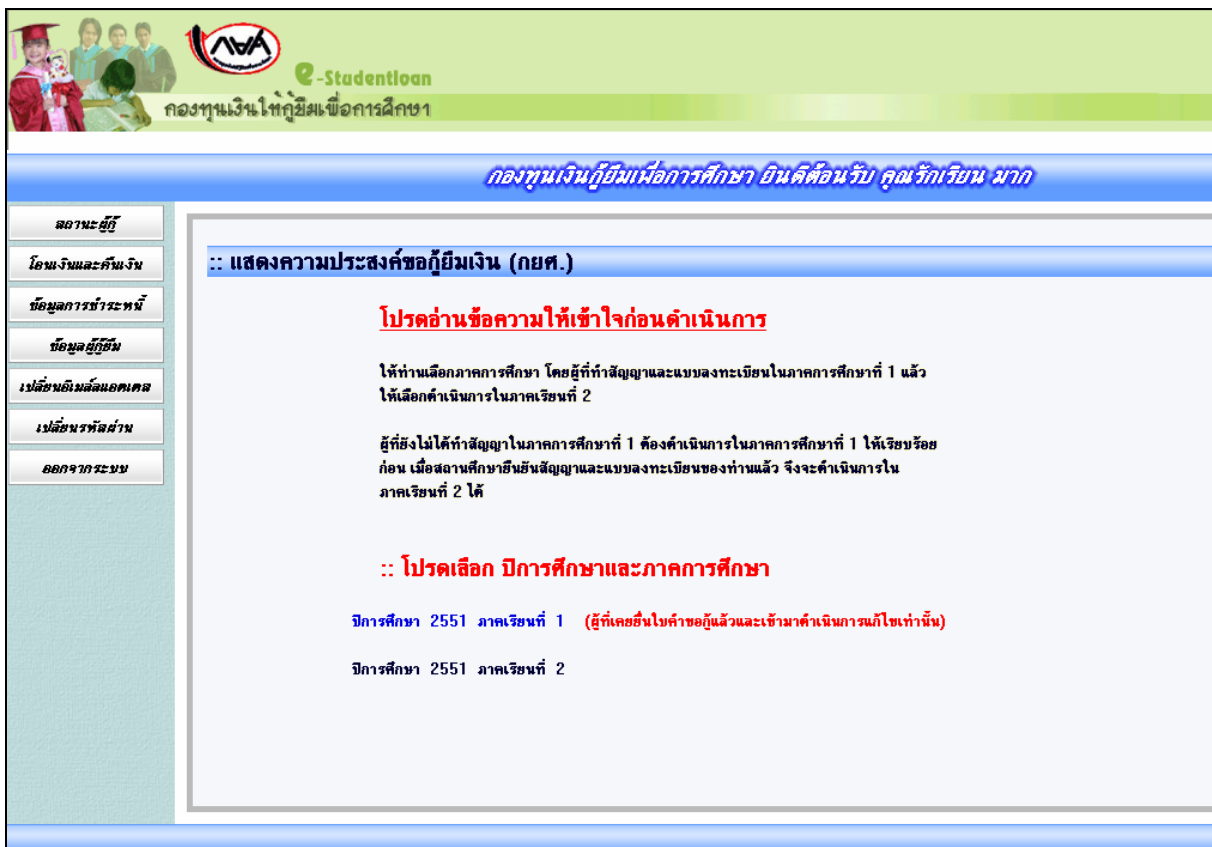 กยศ
e-Studentloan
กองทุนเงินให้กู้ยืมเพื่อการศึกษา
กองทุนเงินกู้ยืมเพื่อการศึกษา ยินดีต้อนรับ คุณรักเรียน มาก
สถานะผู้กู้
โอนเงินและคืนเงิน
ข้อมูลการชำระหนี้
ข้อมูลผู้กู้ยืม
เปลี่ยนอีเมล์แอดเดส
เปลี่ยนรหัสผ่าน
ออกจากระบบ
:: แสดงความประสงค์ขอกู้ยืมเงิน (กยศ.)
โปรดอ่านข้อความให้เข้าใจก่อนดำเนินการ
ให้ท่านเลือกภาคการศึกษา โดยผู้ที่ทำสัญญาและแบบลงทะเบียนในภาคการศึกษาที่ 1 แล้ว
ให้เลือกดำเนินการในภาคเรียนที่ 2
ผู้ที่ยังไม่ได้ทำสัญญาในภาคการศึกษาที่ 1 ต้องดำเนินการในภาคการศึกษาที่ 1 ให้เรียบร้อย
ก่อน เมื่อสถานศึกษายืนยันสัญญาและแบบลงทะเบียนของท่านแล้ว จึงจะดำเนินการใน
ภาคเรียนที่ 2 ได้
:: โปรดเลือก ปีการศึกษาและภาคการศึกษา
ปีการศึกษา 2551 ภาคเรียนที่ 1 (ผู้ที่เคยยื่นใบคำขอกู้แล้วและเข้ามาดำเนินการแก้ไขเท่านั้น)
ปีการศึกษา 2551 ภาคเรียนที่ 2